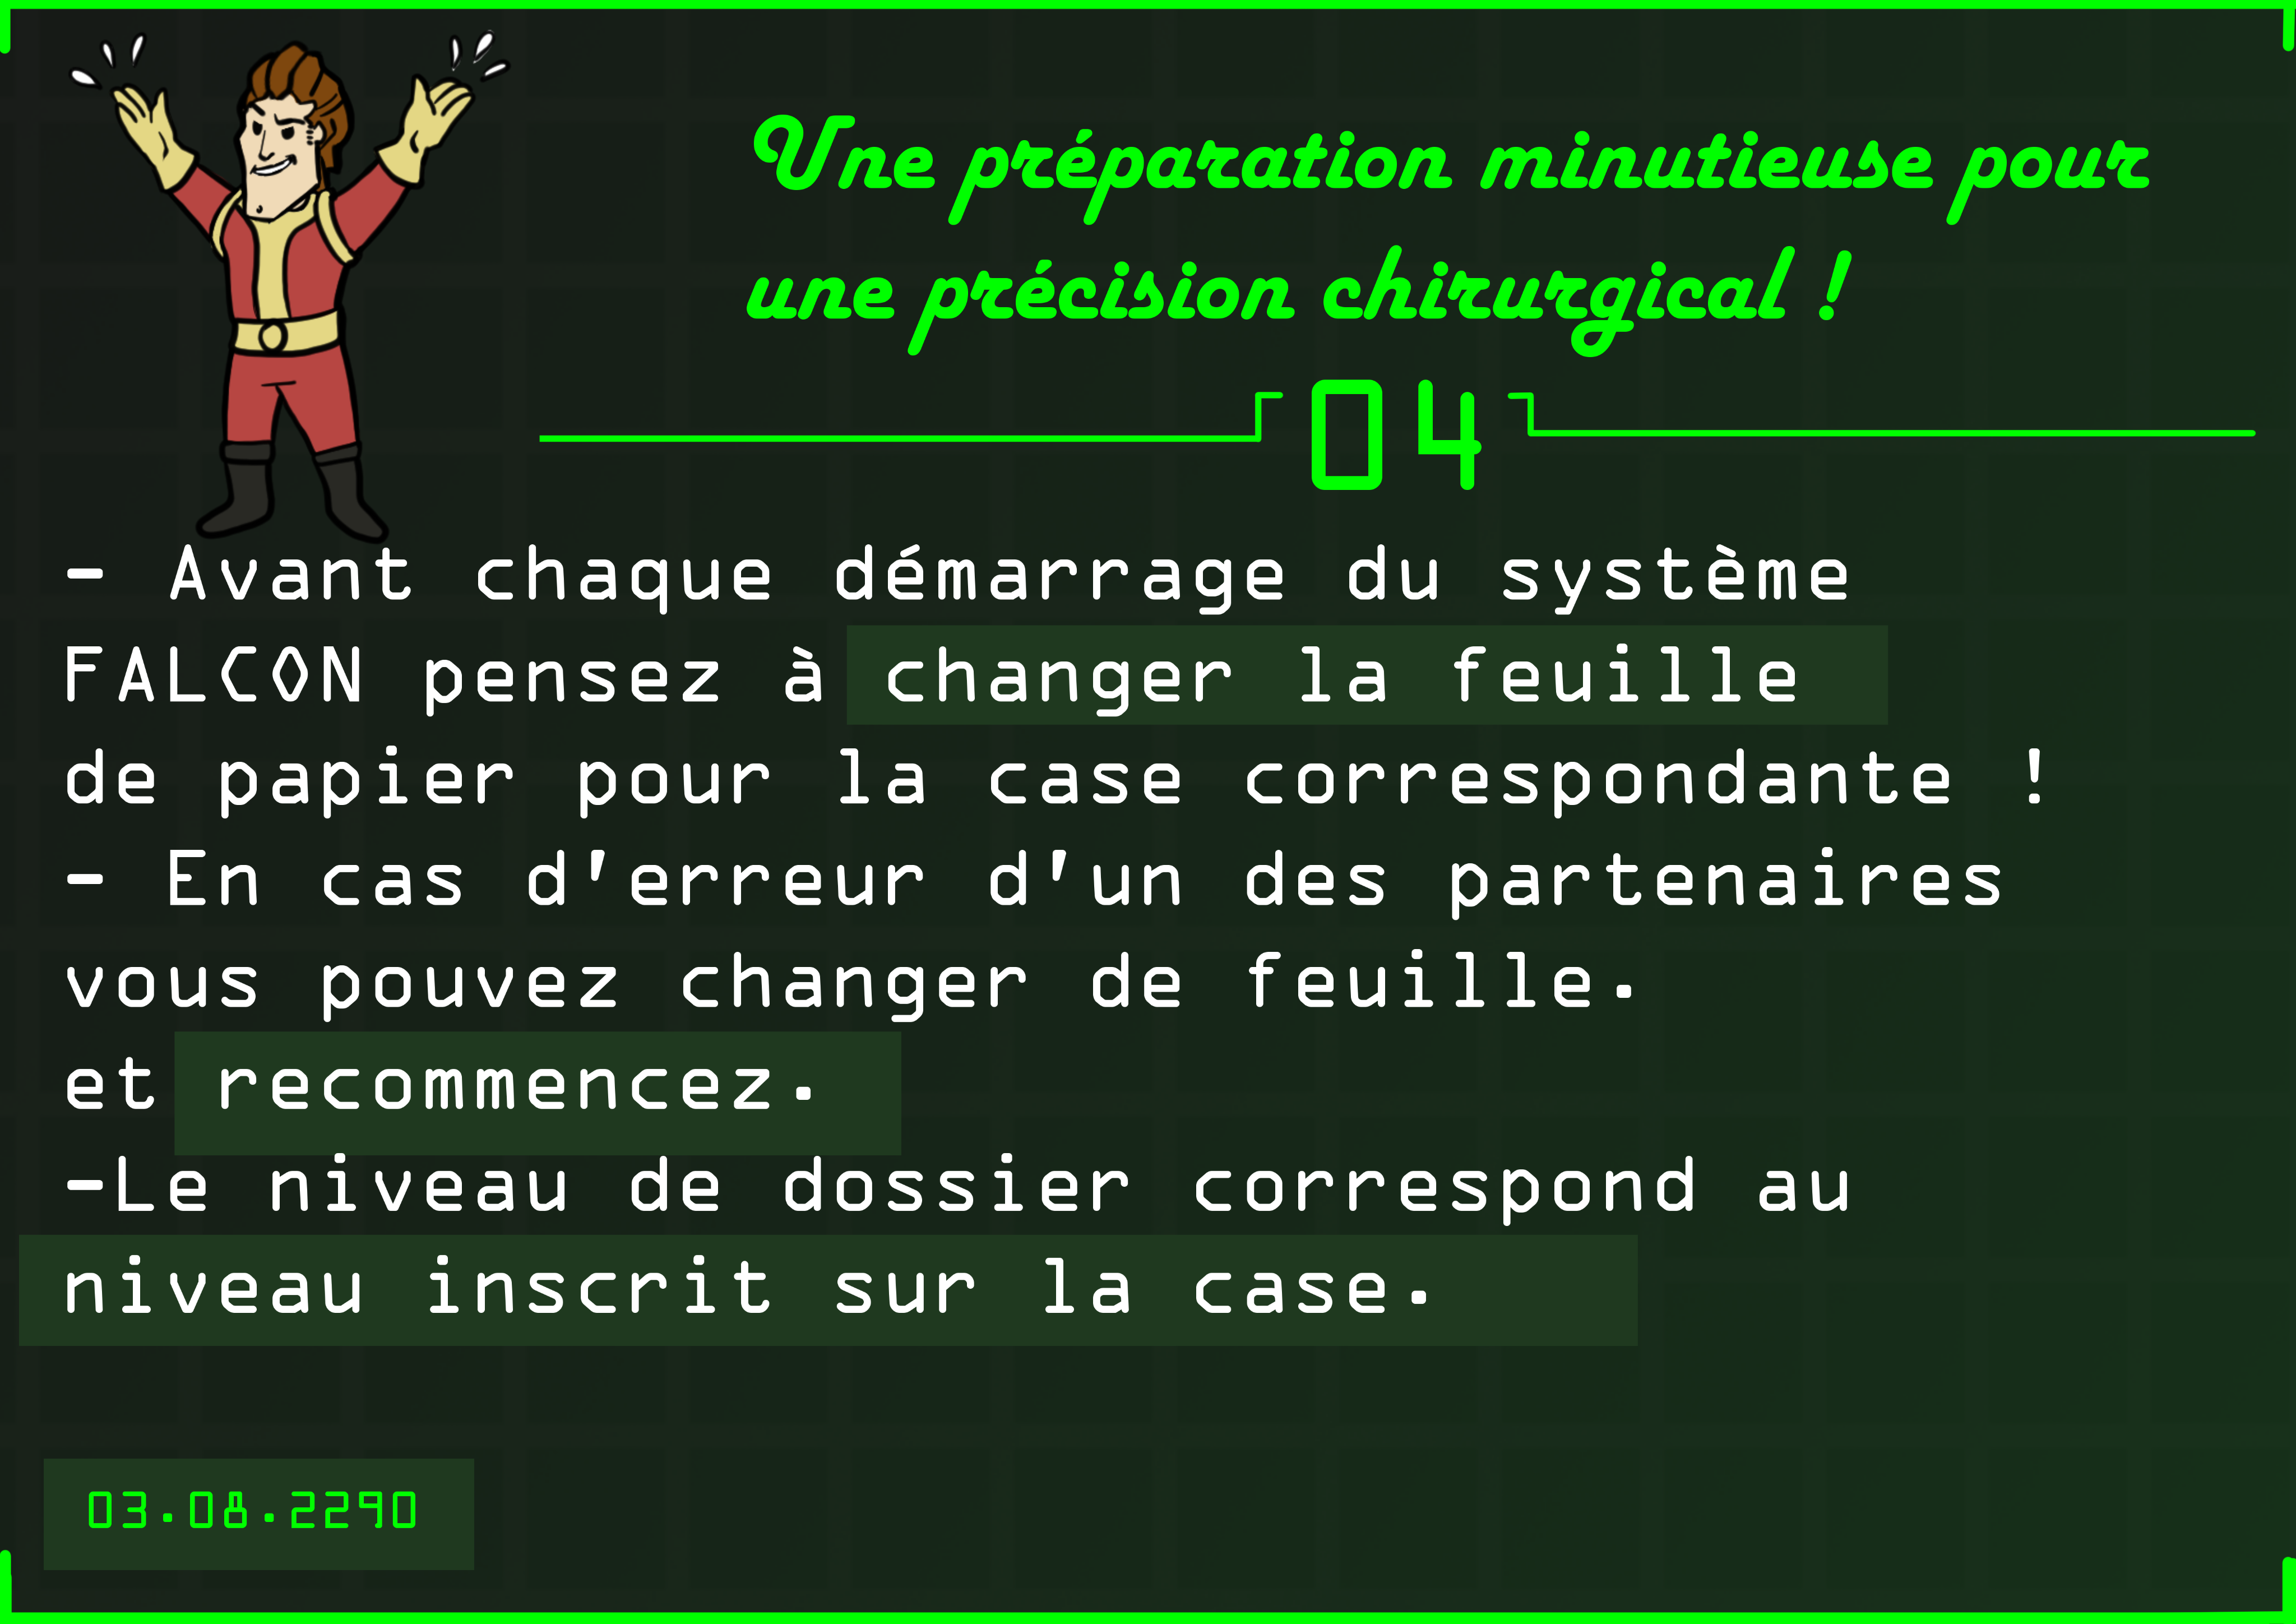 Une préparation minutieuse pour
une précision chirurgical !
04
- Avant chaque démarrage du système
FALCON pensez à changer la feuille
de papier pour la case correspondante !
- En cas d'erreur d'un des partenaires
vous pouvez changer de feuille.
et recommencez.
-Le niveau de dossier correspond au
niveau inscrit sur la case.
03.08.2290